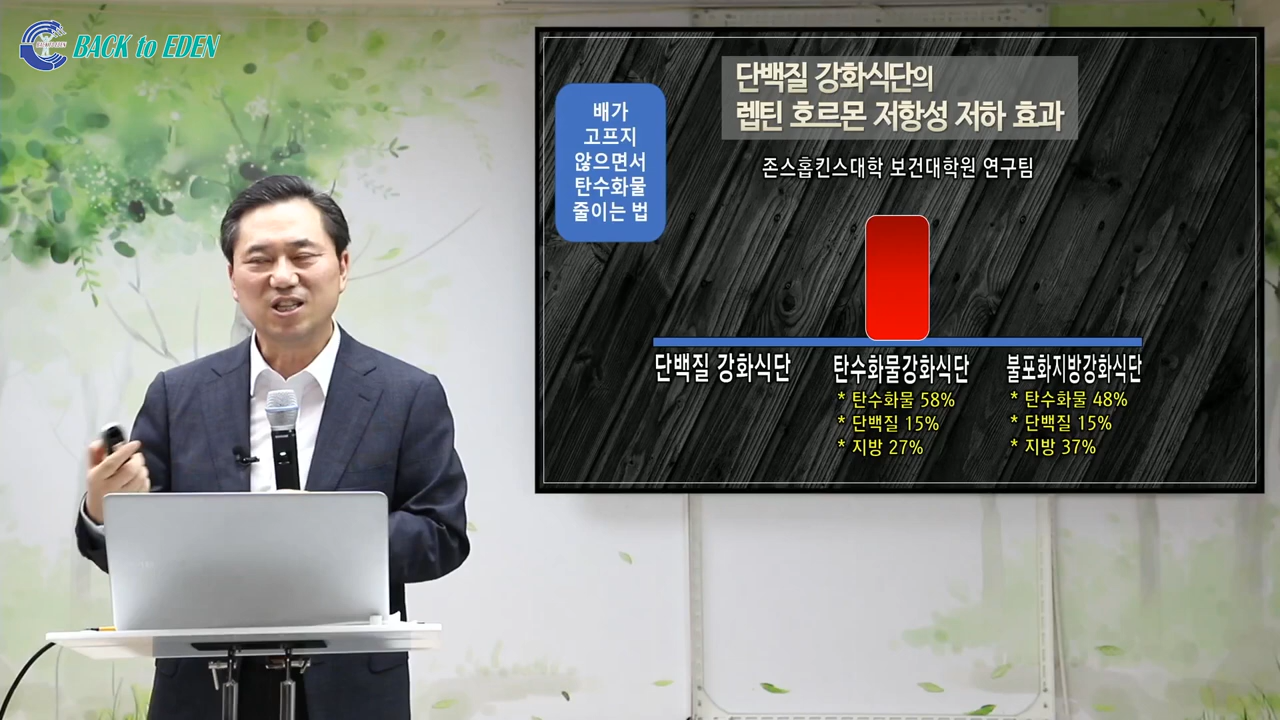 BACK to EDEN
배가
고프지
않으면서
탄수화물
줄이는 법
단백질 강화식단의
렙틴 호르몬 저항성 저하 효과
존스홉킨스대학 보건대학원 연구팀
단백질 강화식단
탄수화물강화식단
* 탄수화물 58%
* 단백질 15%
* 지방 27%
불포화지방강화식단
* 탄수화물 48%
* 단백질 15%
* 지방 37%